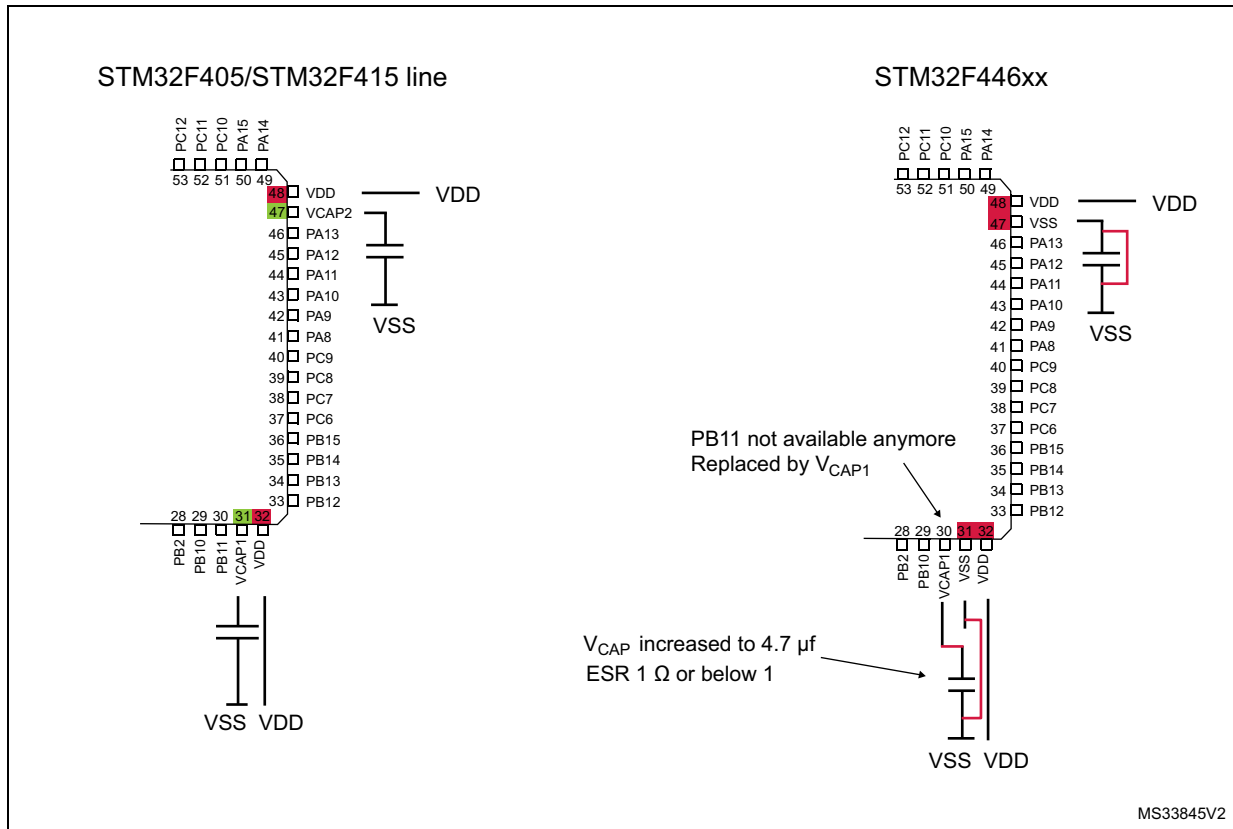 STM32F405/STM32F415 line
PC12
PC11
PC10
PA15
PA14
53 52 51 50 49
48 VDD
VDD
47 VCAP2
46 PA13
45 PA12
44 PA11
43 PA10
42 PA9
VSS
41 PA8
40 PC9
39 PC8
38 PC7
37 PC6
36 PB15
35 PB14
34 PB13
33 PB12
28 29 30 31 32
PB2
PB10
PB11
VCAP1
VDD
VSS VDD
STM32F446xx
PC12
PC11
PC10
PA15
PA14
53 52 51 50 49
48 VDD
VDD
47 VSS
46 PA13
45 PA12
44 PA11
43 PA10
42 PA9
VSS
41 PA8
40 PC9
39 PC8
38 PC7
37 PC6
36 PB15
35 PB14
34 PB13
33 PB12
PB11 not available anymore
Replaced by VCAP1
28 29 30 31 32
PB2
PB10
VCAP1
VSS
VDD
VCAP increased to 4.7 µf
ESR 1 Ω or below 1
VSS VDD
MS33845V2